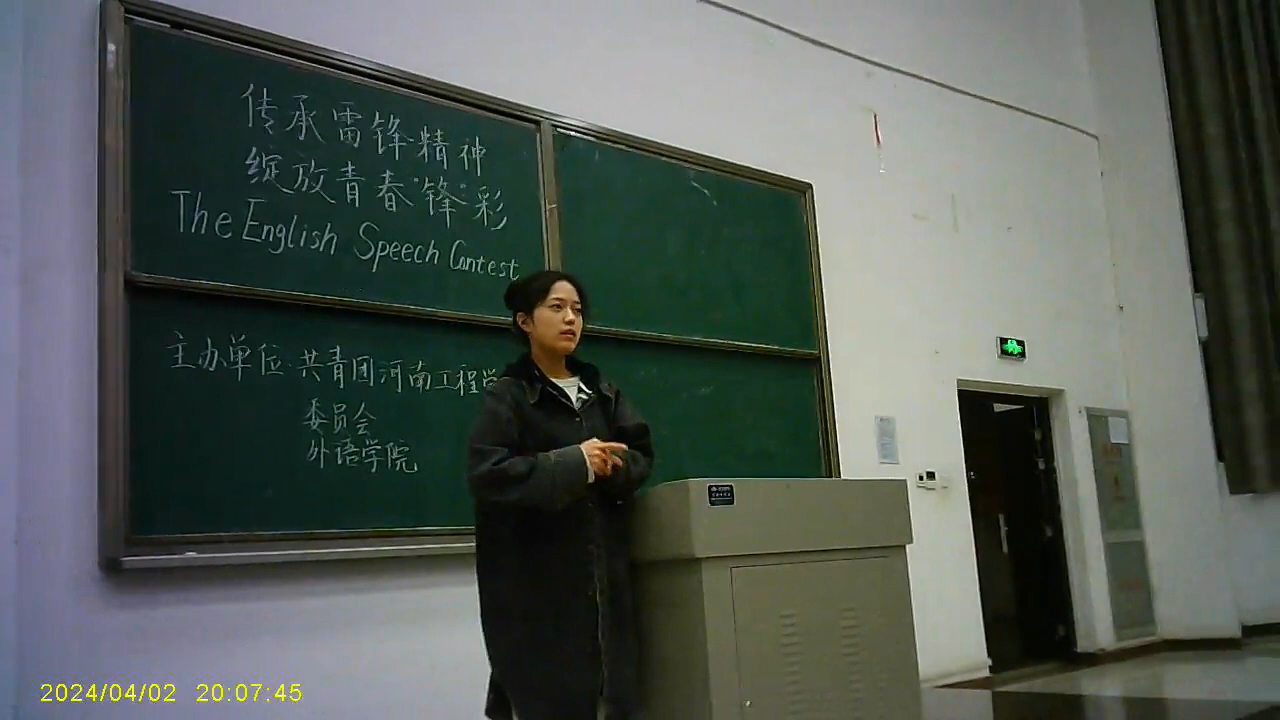 传承雷锋精神
绽放青春"锋"彩
The English Speech Contest
主办单位:共青团河南工程学
委员会
外语学院
2024/04/02 20:07:45